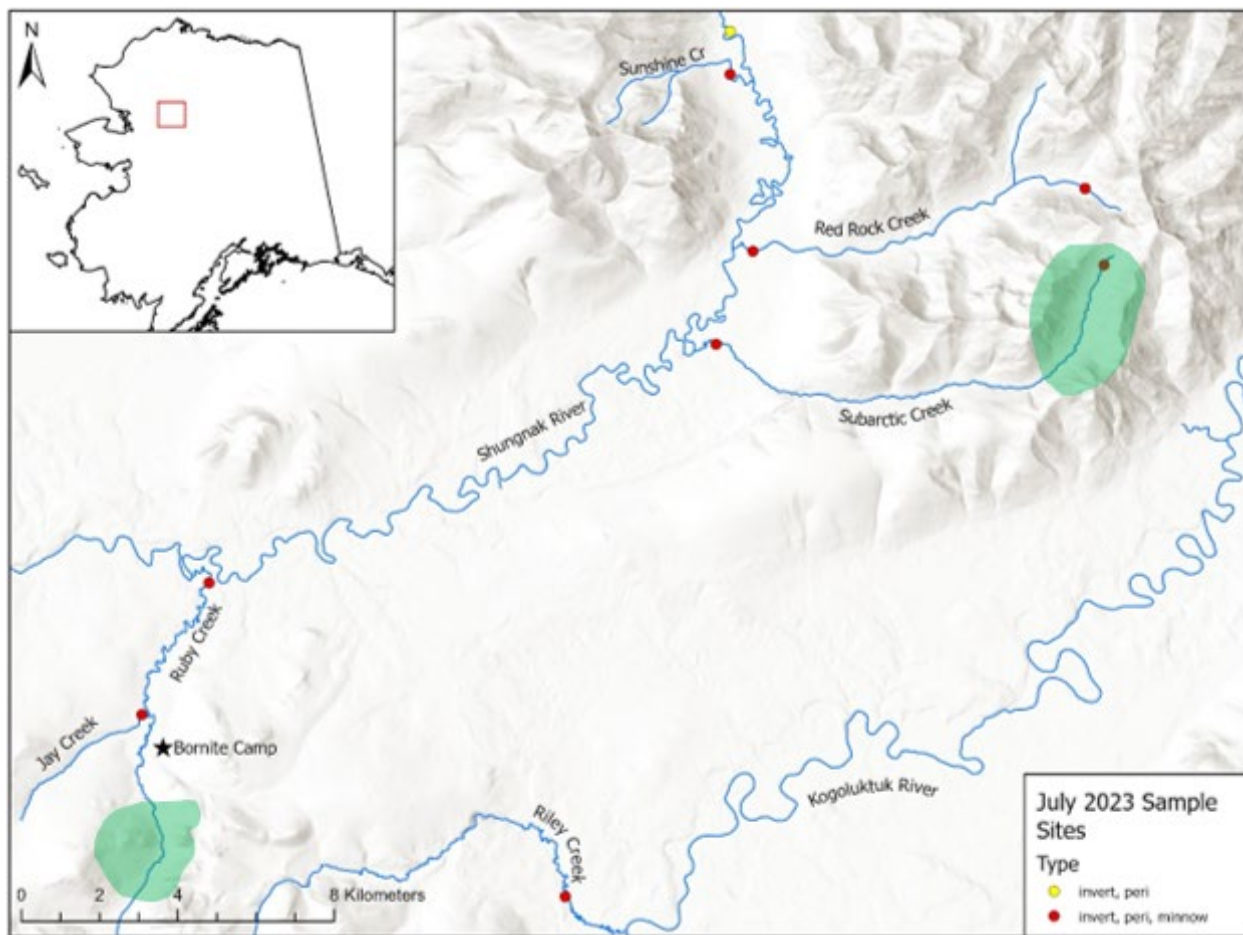 N
Sunshine Cr
Red Rock Creek
Subarctic Creek
Shungnak River
Ruby Creek
Jay Creek
Bornite Camp
Kogoluktuk River
Riley Creek
0 2 4 8 Kilometers
July 2023 Sample
Sites
Type
invert, peri
invert, peri, minnow